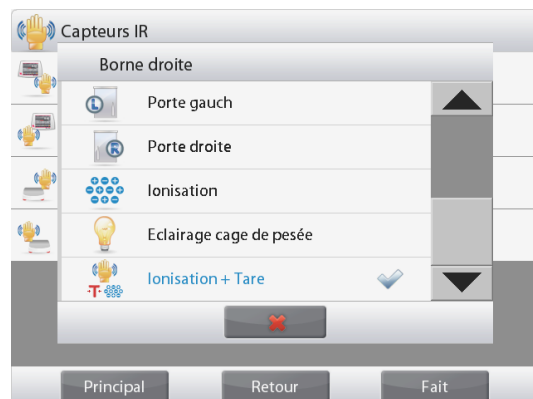 Capteurs IR
Borne droite
Porte gauch
Porte droite
Ionisation
Eclairage cage de pesée
Ionisation + Tare
Principal
Retour
Fait